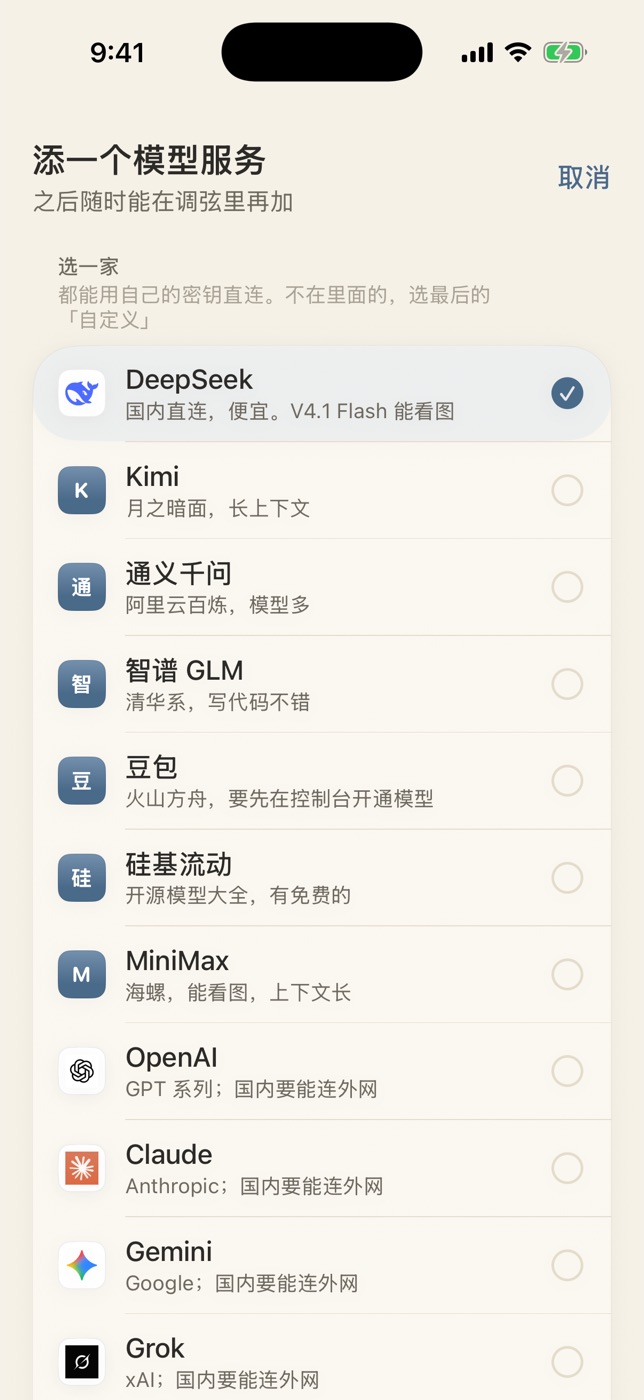 9:41
添一个模型服务
取消
之后随时能在调弦里再加
选一家
都能用自己的密钥直连。不在里面的，选最后的
「自定义」
DeepSeek
国内直连，便宜。V4.1 Flash 能看图
K
Kimi
月之暗面，长上下文
通
通义千问
阿里云百炼，模型多
智
智谱 GLM
清华系，写代码不错
豆
豆包
火山方舟，要先在控制台开通模型
硅
硅基流动
开源模型大全，有免费的
M
MiniMax
海螺，能看图，上下文长
OpenAI
GPT 系列；国内要能连外网
Claude
Anthropic；国内要能连外网
Gemini
Google；国内要能连外网
Grok
xAI；国内要能连外网